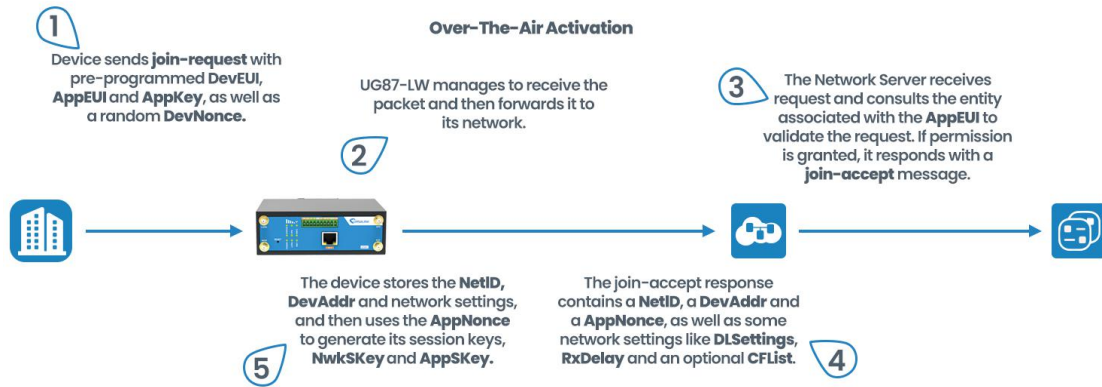 Over-The-Air Activation
1
Device sends join-request with
pre-programmed DevEUI,
AppEUI and AppKey, as well as
a random DevNonce.
UG87-LW manages to receive the
packet and then forwards it to
its network.
2
3
The Network Server receives
request and consults the entity
associated with the AppEUI to
validate the request. If permission
is granted, it responds with a
join-accept message.
The join-accept response
contains a NetID, a DevAddr and
a AppNonce, as well as some
network settings like DLSettings,
RxDelay and an optional CFList.
4
The device stores the NetID,
DevAddr and network settings,
and then uses the AppNonce
to generate its session keys,
NwkSKey and AppSKey.
5